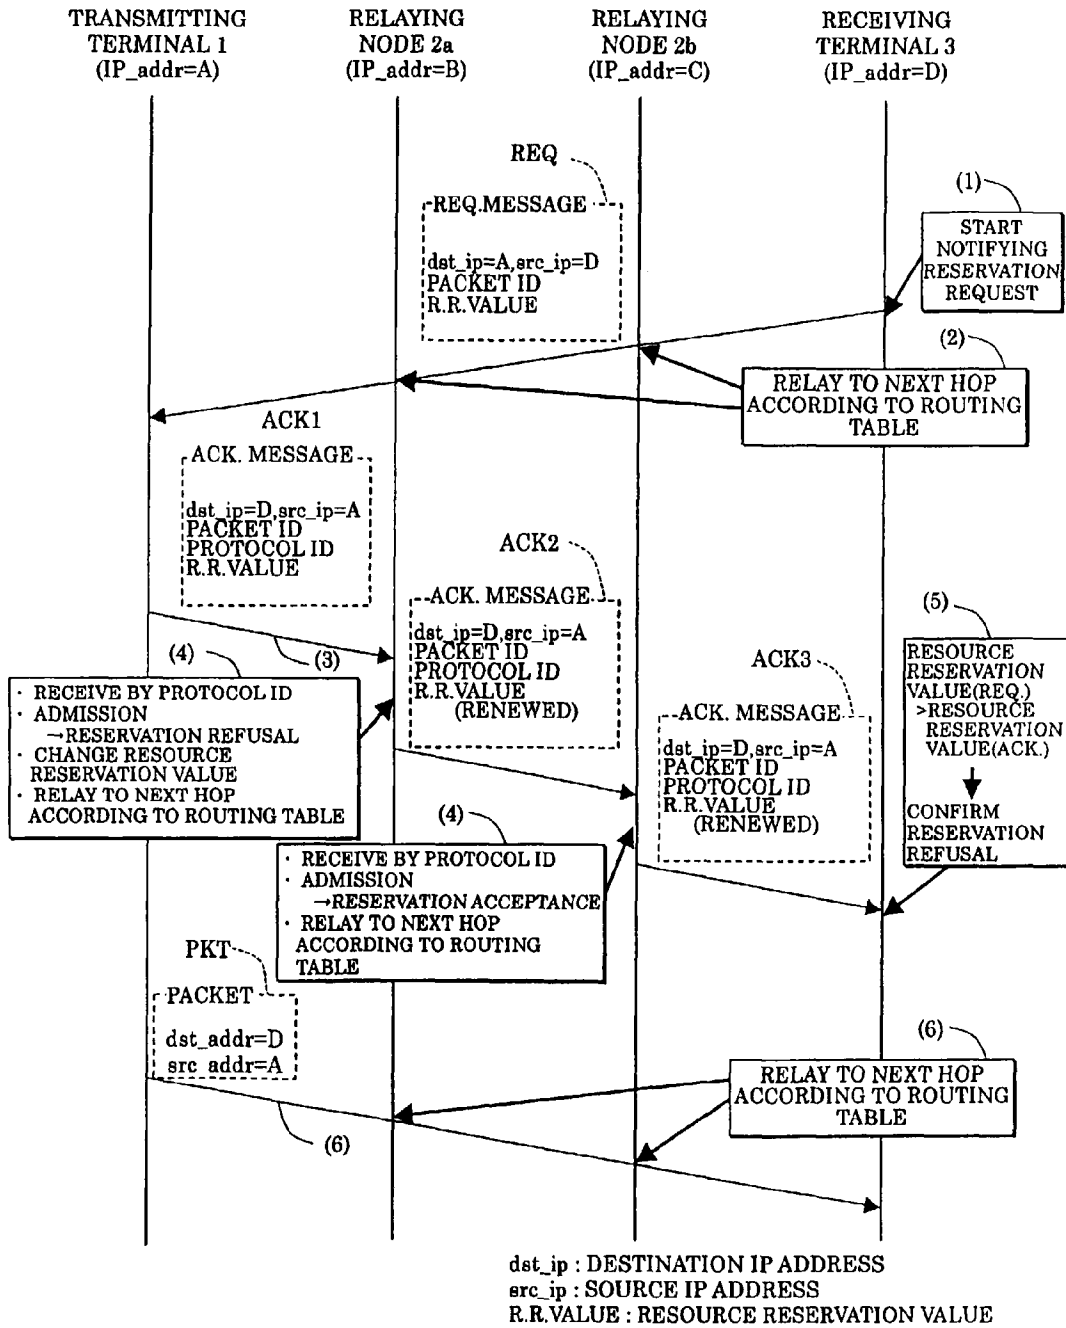 TRANSMITTING
TERMINAL 1
(IP_addr=A)
RELAYING
NODE 2a
(IP_addr=B)
RELAYING
NODE 2b
(IP_addr=C)
RECEIVING
TERMINAL 3
(IP_addr=D)
REQ
REQ.MESSAGE
dst_ip=A,src_ip=D
PACKET ID
R.R.VALUE
(1)
START
NOTIFYING
RESERVATION
REQUEST
(2)
RELAY TO NEXT HOP
ACCORDING TO ROUTING
TABLE
ACK1
ACK. MESSAGE
dst_ip=D,src_ip=A
PACKET ID
PROTOCOL ID
R.R.VALUE
(3)
ACK2
ACK. MESSAGE
dst_ip=D,src_ip=A
PACKET ID
PROTOCOL ID
R.R.VALUE
(RENEWED)
(4)
· RECEIVE BY PROTOCOL ID
· ADMISSION
→RESERVATION REFUSAL
· CHANGE RESOURCE
RESERVATION VALUE
· RELAY TO NEXT HOP
ACCORDING TO ROUTING TABLE
ACK3
ACK. MESSAGE
dst_ip=D,src_ip=A
PACKET ID
PROTOCOL ID
R.R.VALUE
(RENEWED)
(5)
RESOURCE
RESERVATION
VALUE(REQ.)
>RESOURCE
RESERVATION
VALUE(ACK.)
CONFIRM
RESERVATION
REFUSAL
(4)
· RECEIVE BY PROTOCOL ID
· ADMISSION
→RESERVATION ACCEPTANCE
· RELAY TO NEXT HOP
ACCORDING TO ROUTING
TABLE
PKT
PACKET
dst_addr=D
src_addr=A
(6)
(6)
RELAY TO NEXT HOP
ACCORDING TO ROUTING
TABLE
dst_ip : DESTINATION IP ADDRESS
src_ip : SOURCE IP ADDRESS
R.R.VALUE : RESOURCE RESERVATION VALUE